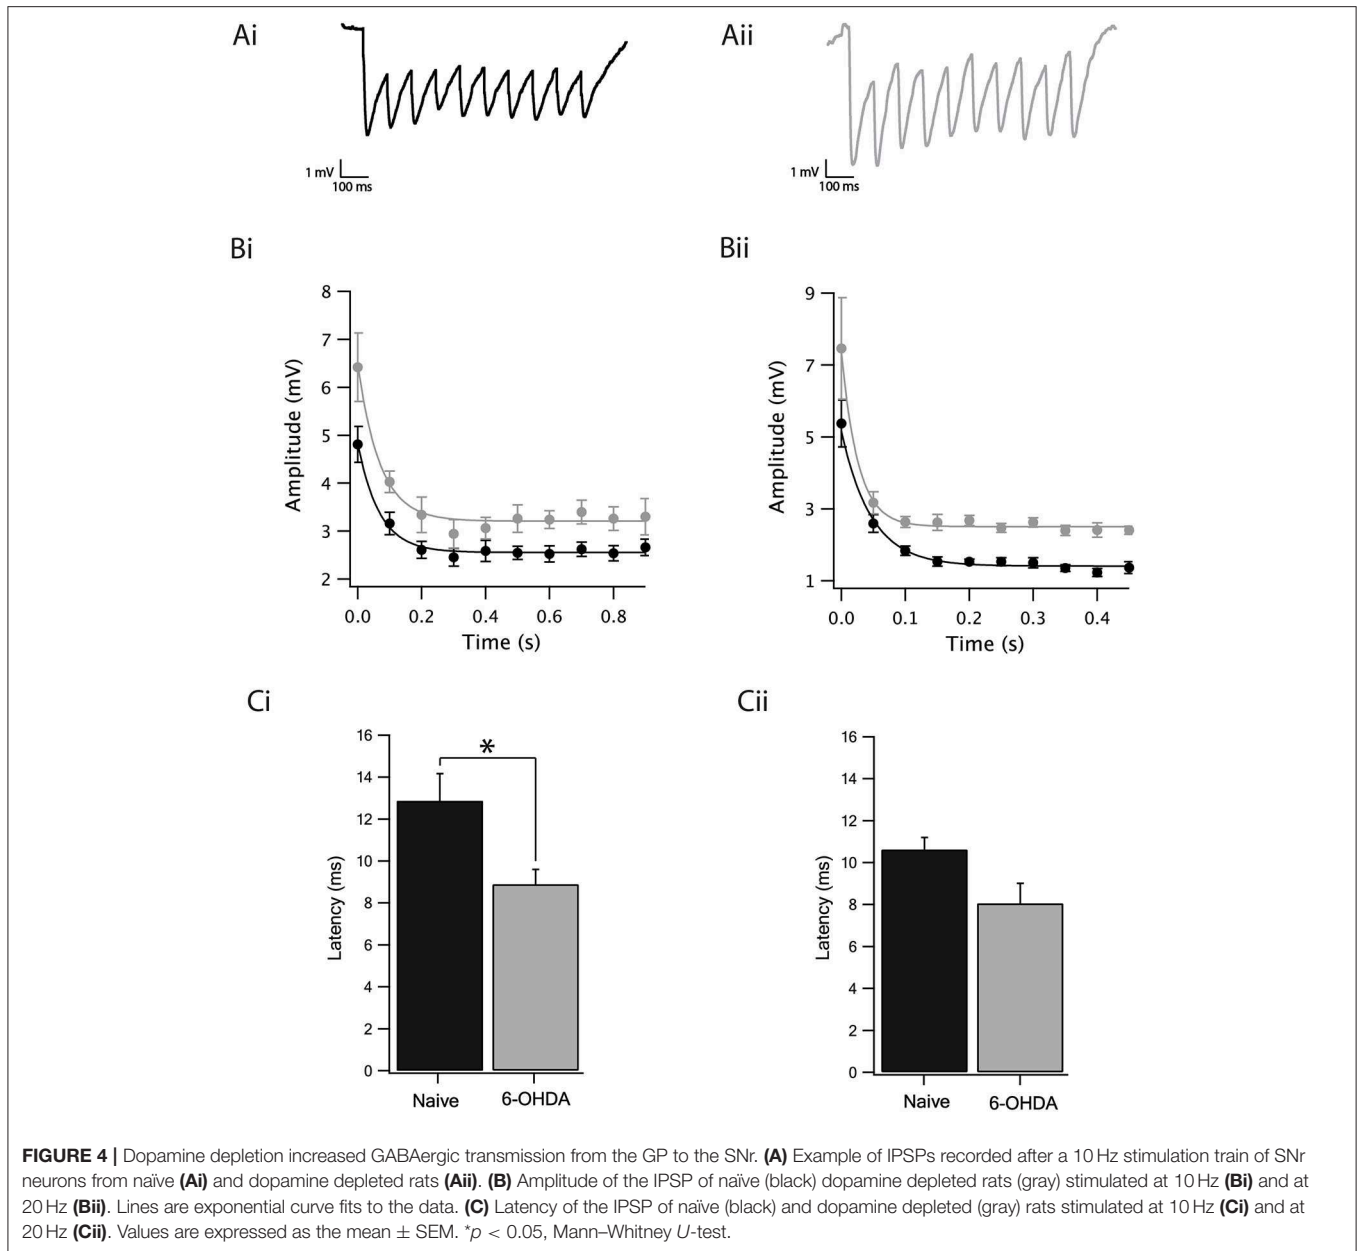 Ai
Aii
1 mV
100 ms
1 mV
100 ms
Bi
Bii
8
7
6
5
4
3
2
Amplitude (mV)
0.0 0.2 0.4 0.6 0.8
Time (s)
9
7
5
3
1
Amplitude (mV)
0.0 0.1 0.2 0.3 0.4
Time (s)
Ci
Cii
16
14
12
10
8
6
4
2
0
Latency (ms)
*
Naive 6-OHDA
16
14
12
10
8
6
4
2
0
Latency (ms)
Naive 6-OHDA
FIGURE 4 | Dopamine depletion increased GABAergic transmission from the GP to the SNr. (A) Example of IPSPs recorded after a 10 Hz stimulation train of SNr
neurons from naïve (Ai) and dopamine depleted rats (Aii). (B) Amplitude of the IPSP of naïve (black) dopamine depleted rats (gray) stimulated at 10 Hz (Bi) and at
20 Hz (Bii). Lines are exponential curve fits to the data. (C) Latency of the IPSP of naïve (black) and dopamine depleted (gray) rats stimulated at 10 Hz (Ci) and at
20 Hz (Cii). Values are expressed as the mean ± SEM. *p < 0.05, Mann–Whitney U-test.